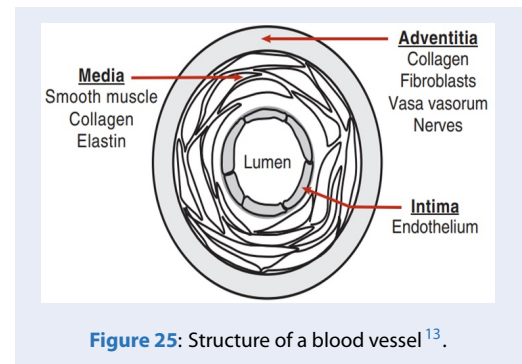 Adventitia
Collagen
Fibroblasts
Vasa vasorum
Nerves
Media
Smooth muscle
Collagen
Elastin
Lumen
Intima
Endothelium
Figure 25: Structure of a blood vessel 13.